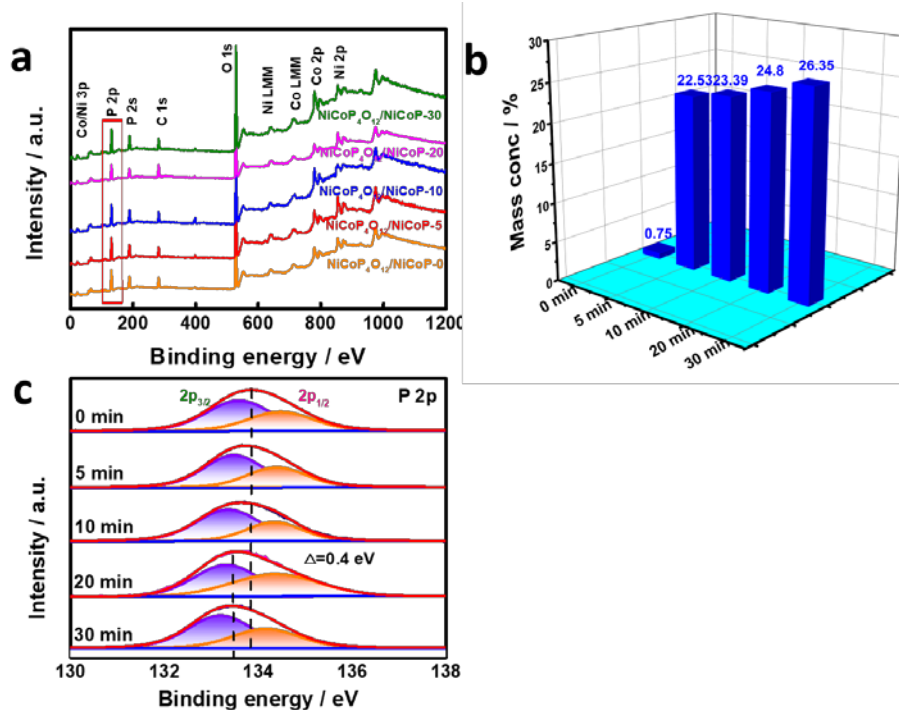 a
Intensity / a.u.
Co/Ni 3p
P 2p
P 2s
C 1s
O 1s
Ni LMM
Co LMM
Co 2p
Ni 2p
NiCoP₄O₁₂/NiCoP-30
NiCoP₄O₁₂/NiCoP-20
NiCoP₄O₁₂/NiCoP-10
NiCoP₄O₁₂/NiCoP-5
NiCoP₄O₁₂/NiCoP-0
0 200 400 600 800 1000 1200
Binding energy / eV
b
Mass conc / %
30
25
20
15
10
5
0
0.75
22.53
23.39
24.8
26.35
0 min
5 min
10 min
20 min
30 min
c
Intensity / a.u.
2p₃/₂ 2p₁/₂ P 2p
0 min
5 min
10 min
Δ=0.4 eV
20 min
30 min
130 132 134 136 138
Binding energy / eV